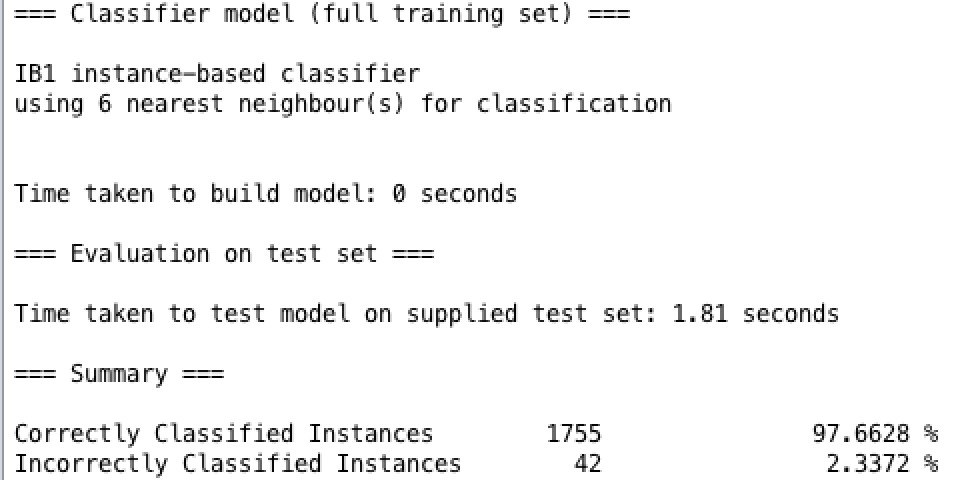 === Classifier model (full training set) ===
IB1 instance-based classifier
using 6 nearest neighbour(s) for classification
Time taken to build model: 0 seconds
=== Evaluation on test set ===
Time taken to test model on supplied test set: 1.81 seconds
=== Summary ===
Correctly Classified Instances 1755 97.6628 %
Incorrectly Classified Instances 42 2.3372 %